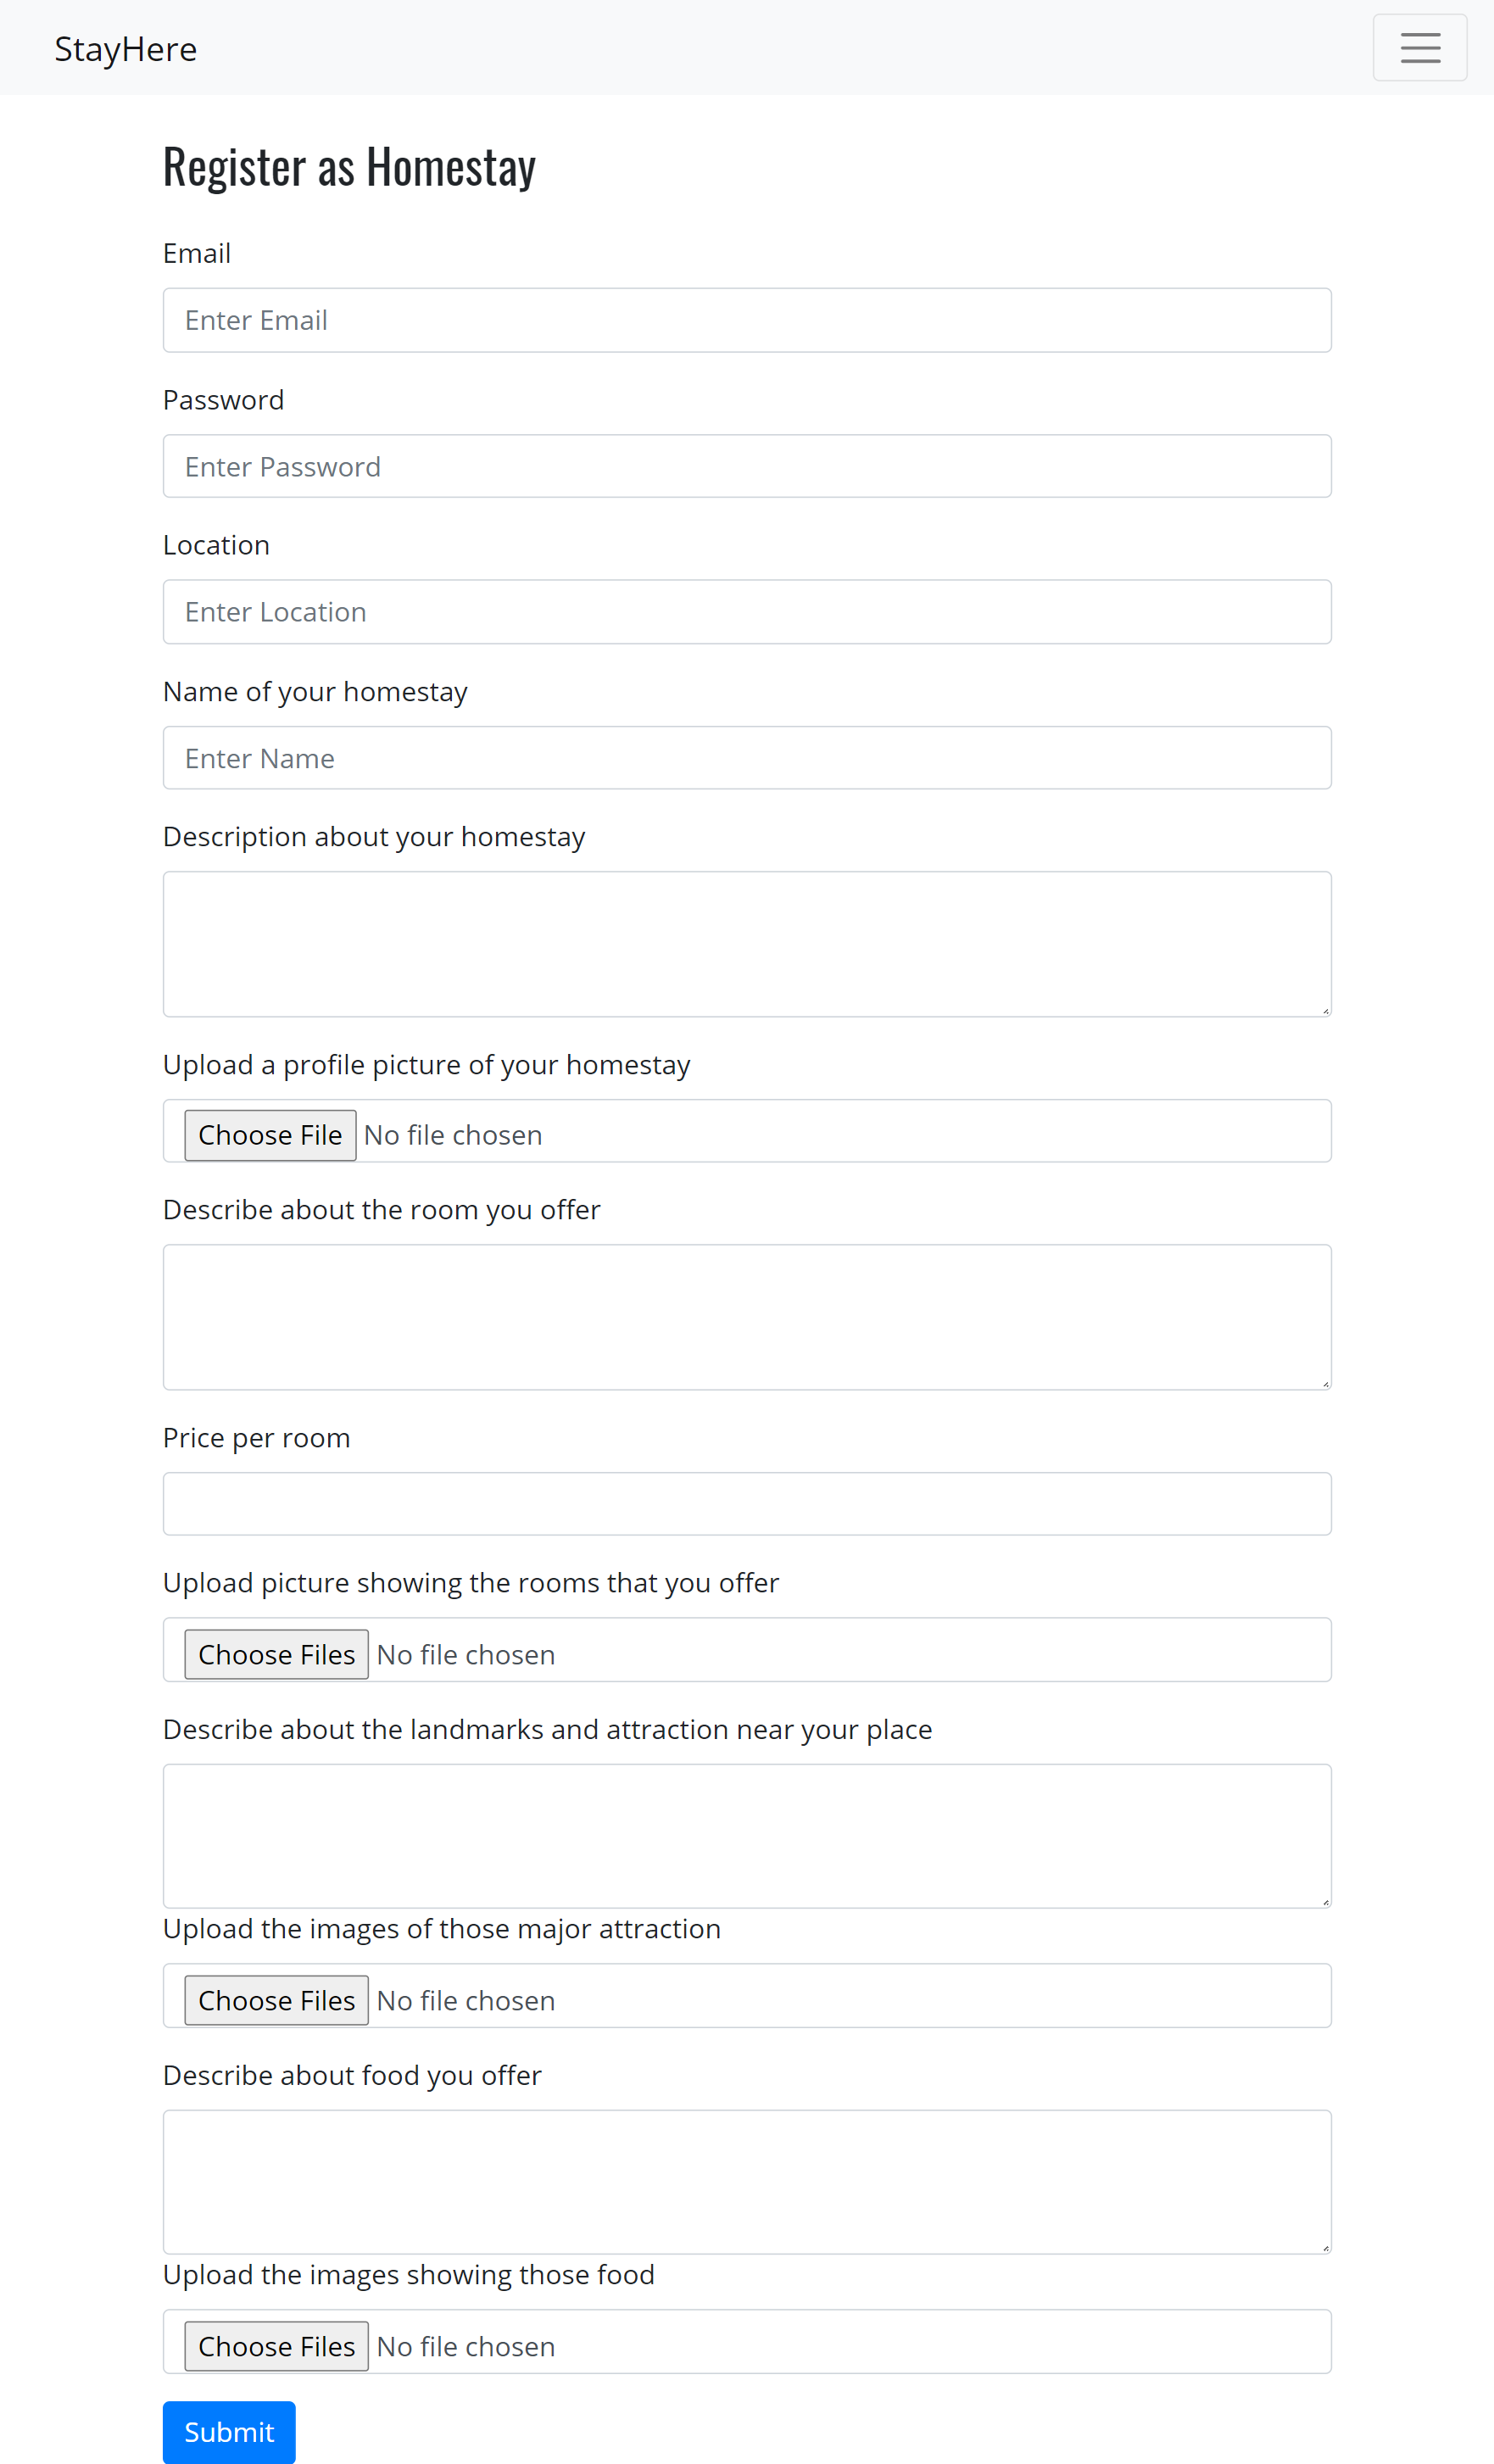 StayHere
Register as Homestay
Email
Enter Email
Password
Enter Password
Location
Enter Location
Name of your homestay
Enter Name
Description about your homestay
Upload a profile picture of your homestay
Choose File No file chosen
Describe about the room you offer
Price per room
Upload picture showing the rooms that you offer
Choose Files No file chosen
Describe about the landmarks and attraction near your place
Upload the images of those major attraction
Choose Files No file chosen
Describe about food you offer
Upload the images showing those food
Choose Files No file chosen
Submit